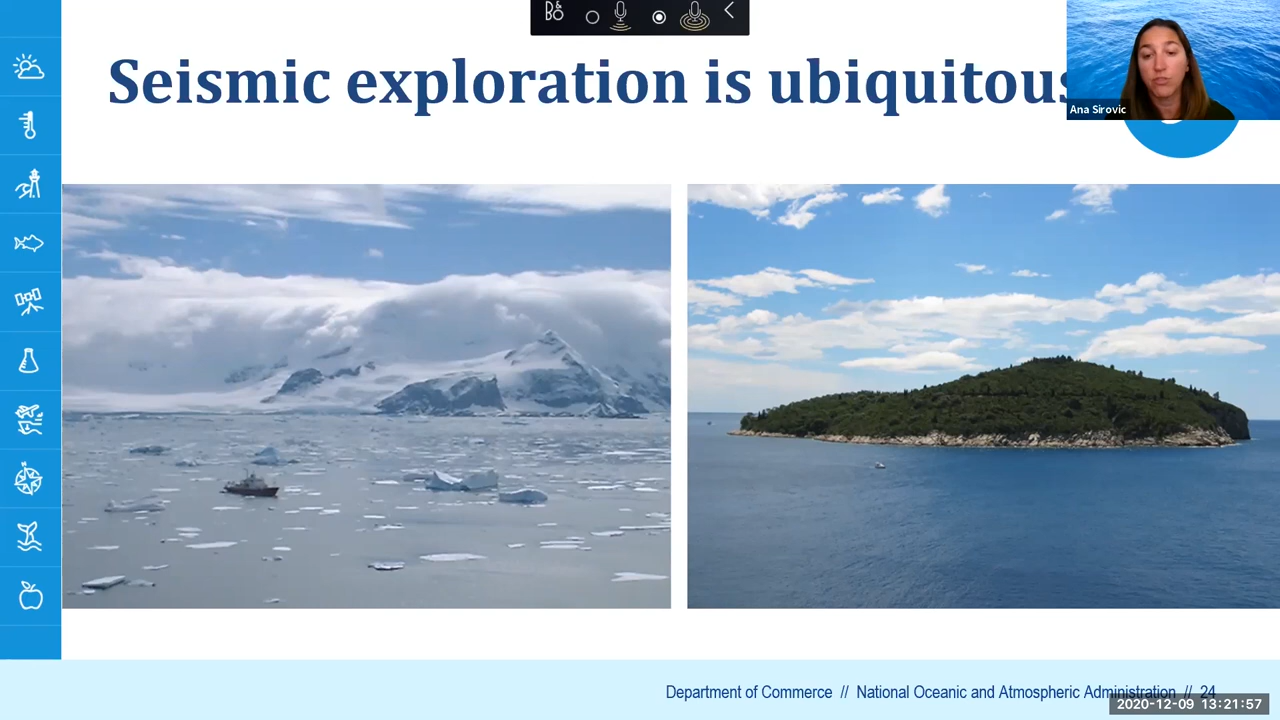 B&O
Seismic exploration is ubiquitous
Ana Sirovic
Department of Commerce // National Oceanic and Atmospheric Administration // 24
2020-12-09 13:21:57